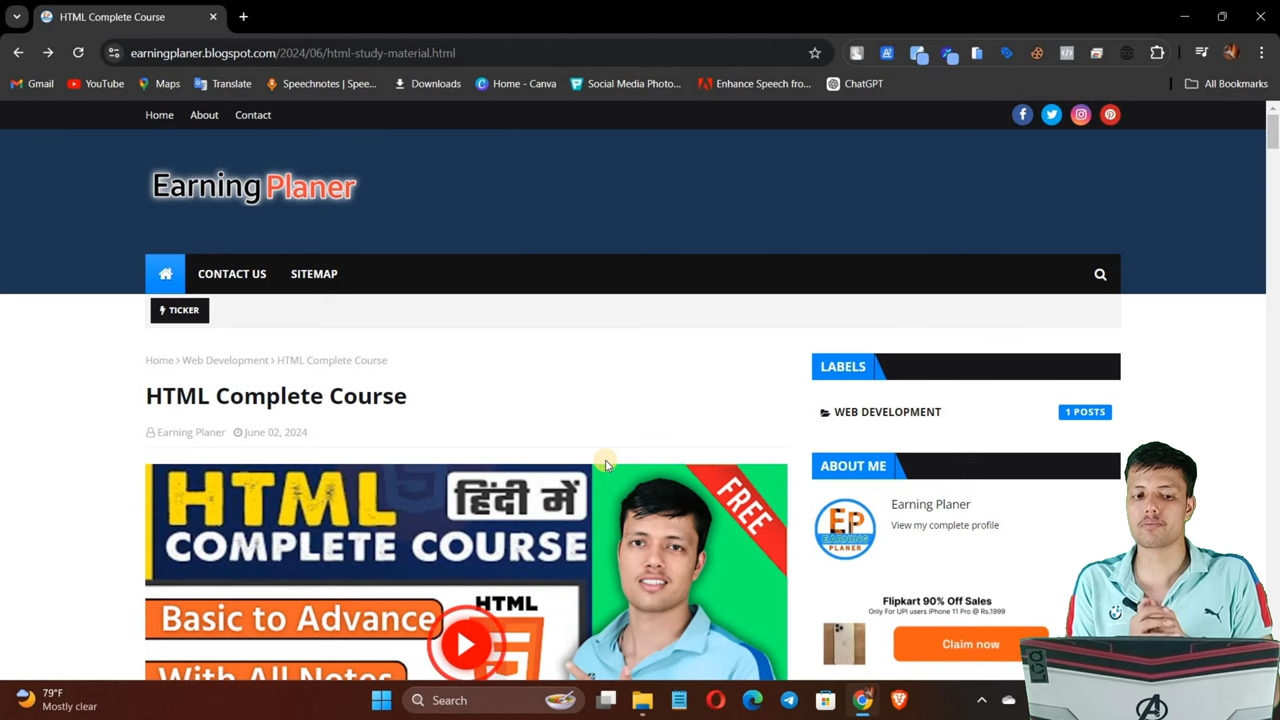 HTML Complete Course
earningplaner.blogspot.com/2024/06/html-study-material.html
Gmail
YouTube
Maps
Translate
Speechnotes | Spee...
Downloads
Home - Canva
Social Media Photo...
Enhance Speech fro...
ChatGPT
All Bookmarks
Home
About
Contact
Earning Planer
CONTACT US
SITEMAP
TICKER
Home > Web Development > HTML Complete Course
HTML Complete Course
Earning Planer June 02, 2024
HTML हिंदी में
COMPLETE COURSE
FREE
Basic to Advance
HTML
With All Notes
LABELS
WEB DEVELOPMENT
1 POSTS
ABOUT ME
EP
EARNING
PLANER
Earning Planer
View my complete profile
Flipkart 90% Off Sales
Only For UPI users iPhone 11 Pro @ Rs.1999
Claim now
79°F
Mostly clear
Search